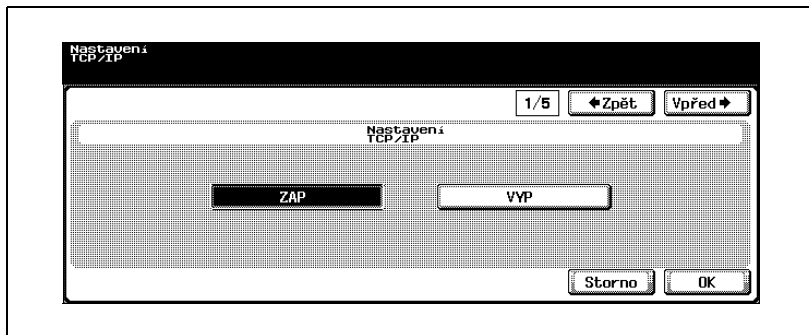 Nastavení
TCP/IP
1/5 ←Zpět Vpřed→
Nastavení
TCP/IP
ZAP VYP
Storno OK